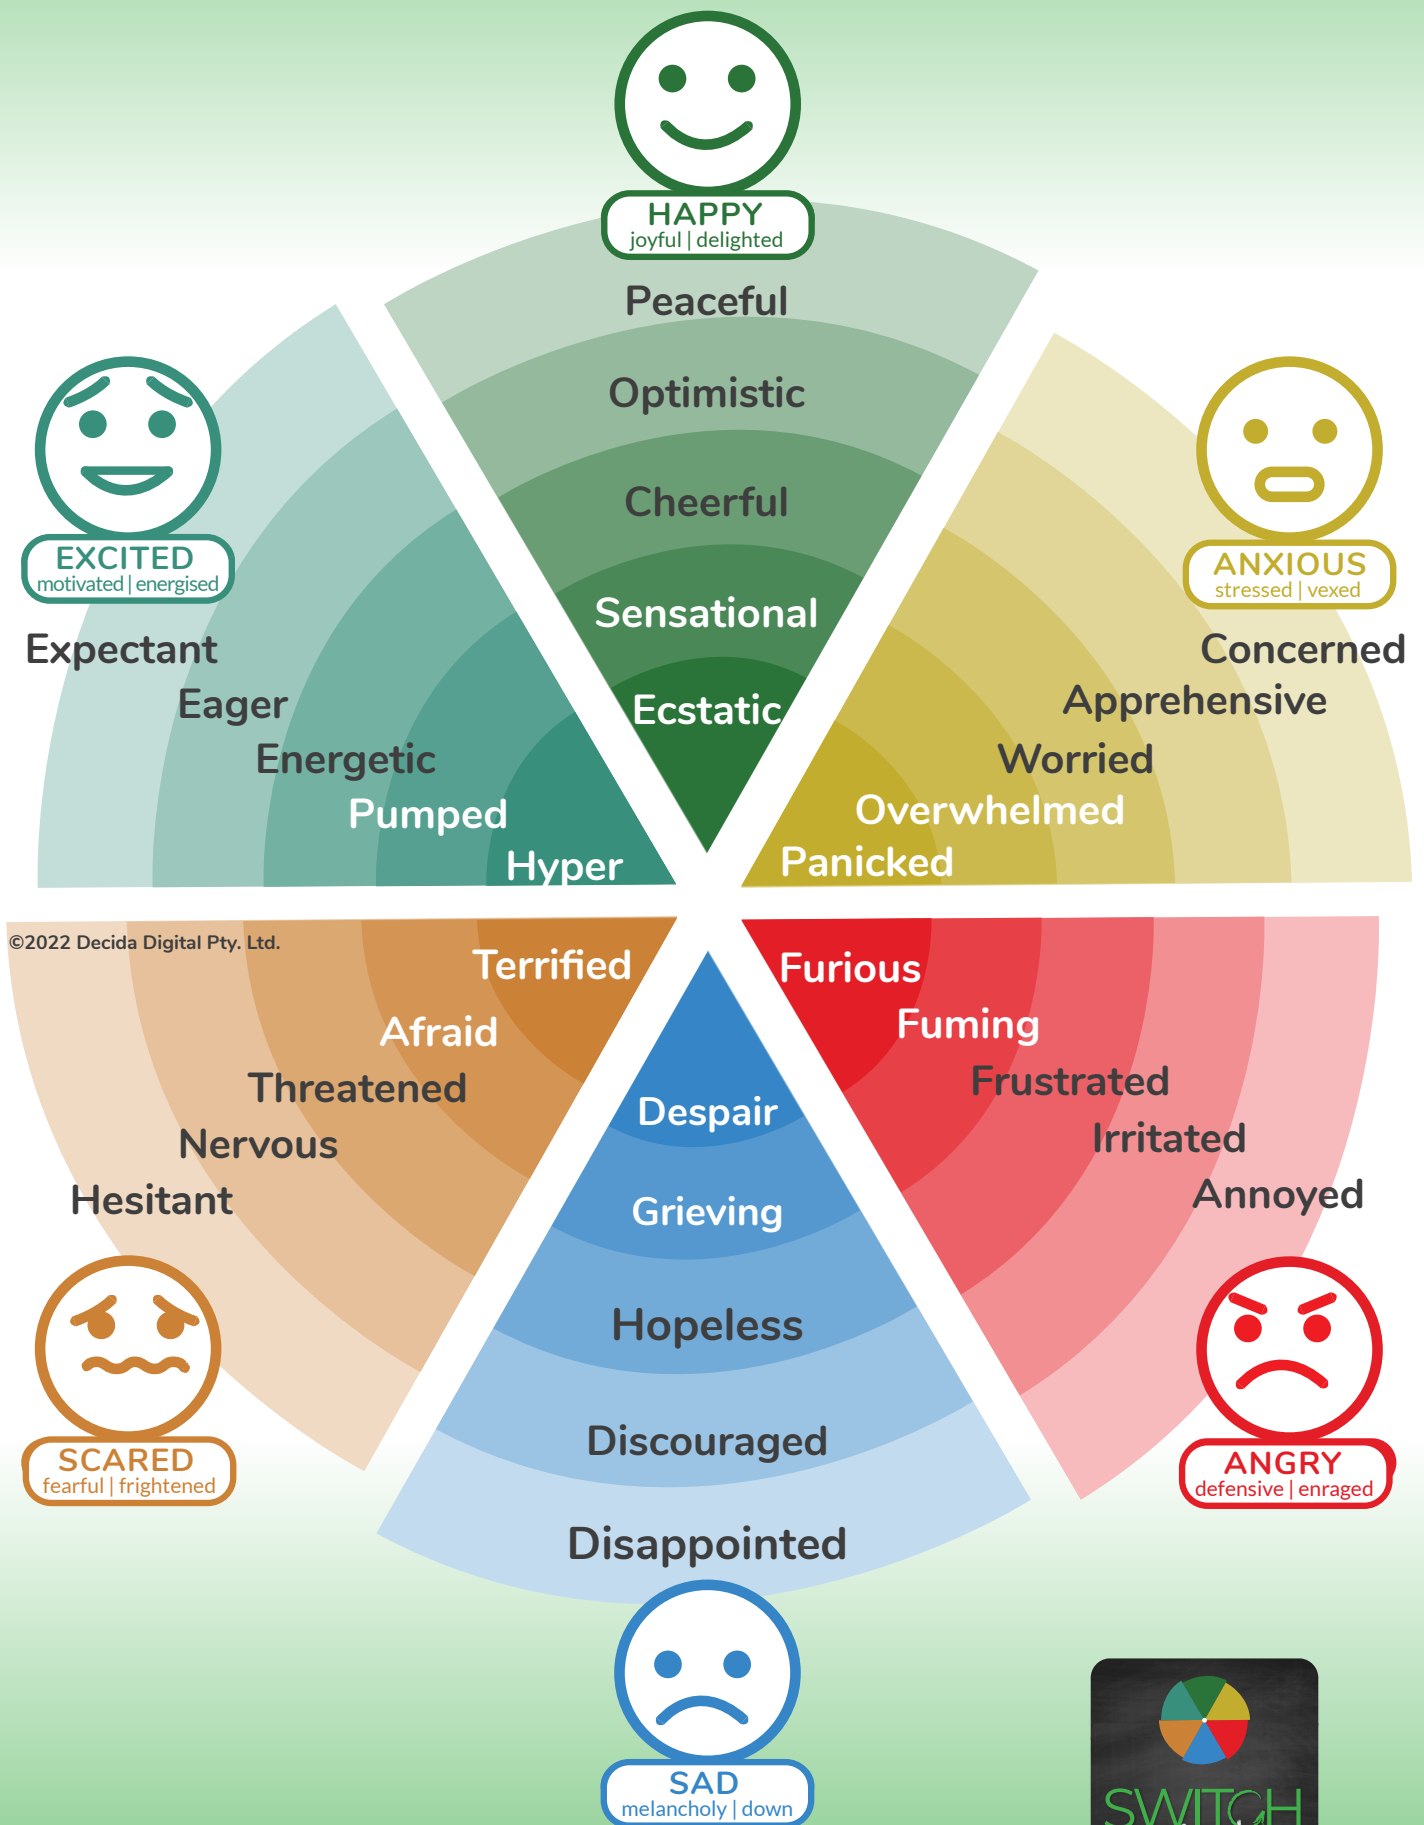 HAPPY
joyful | delighted
Peaceful
Optimistic
Cheerful
Sensational
Ecstatic
EXCITED
motivated | energised
Expectant
Eager
Energetic
Pumped
Hyper
ANXIOUS
stressed | vexed
Concerned
Apprehensive
Worried
Overwhelmed
Panicked
©2022 Decida Digital Pty. Ltd.
Terrified
Afraid
Threatened
Nervous
Hesitant
SCARED
fearful | frightened
Furious
Fuming
Frustrated
Irritated
Annoyed
ANGRY
defensive | enraged
Despair
Grieving
Hopeless
Discouraged
Disappointed
SAD
melancholy | down
SWITCH